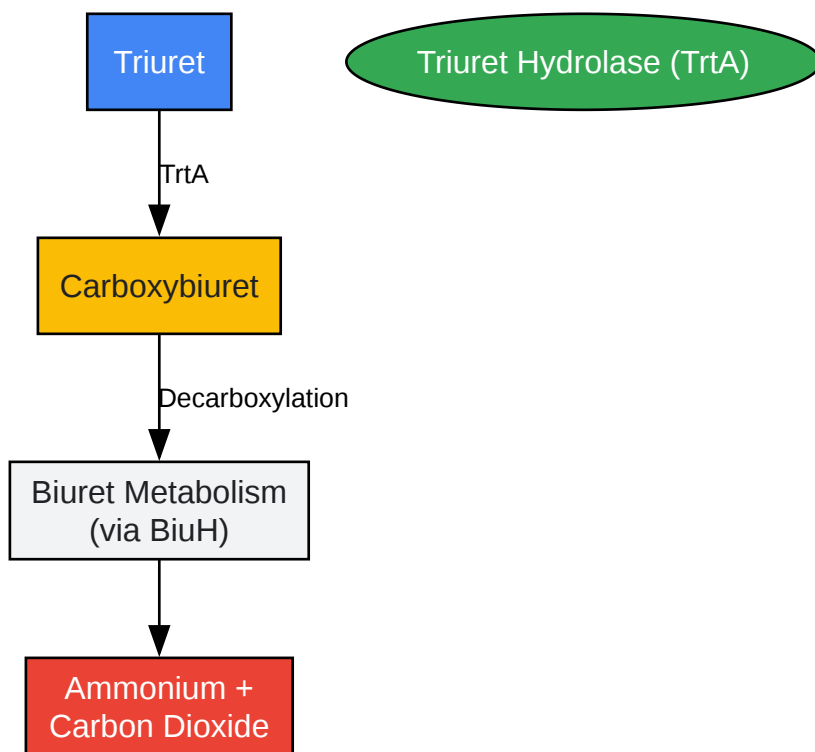 Triuret
Triuret Hydrolase (TrtA)
TrtA
Carboxybiuret
Decarboxylation
Biuret Metabolism
(via BiuH)
Ammonium +
Carbon Dioxide